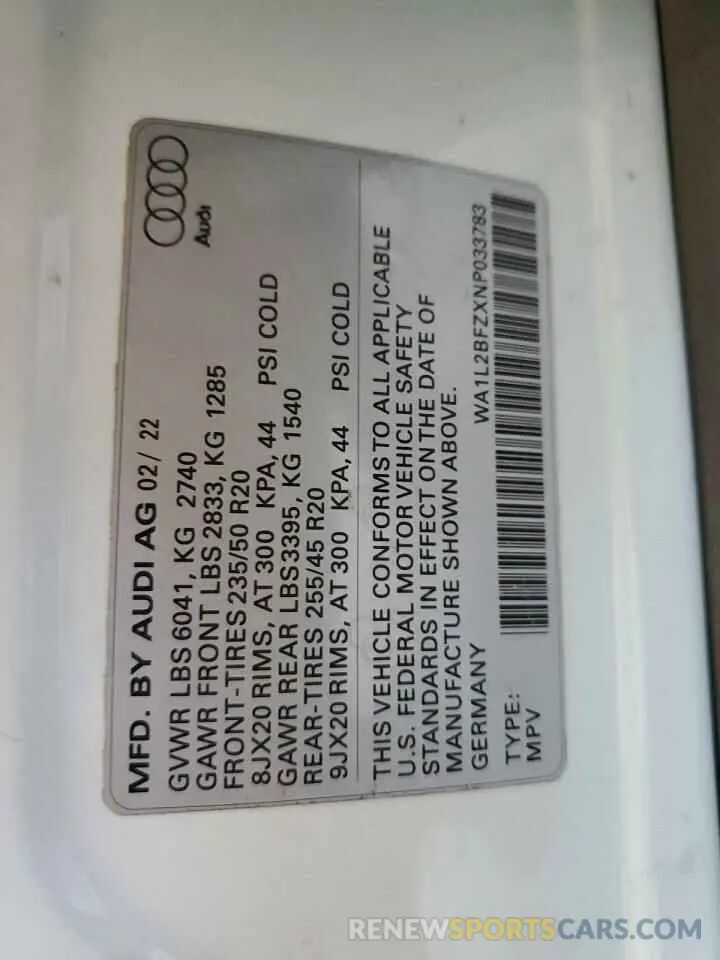 Audi
MFD. BY AUDI AG 02/ 22
GVWR LBS 6041, KG 2740
GAWR FRONT LBS 2833, KG 1285
FRONT-TIRES 235/50 R20
8JX20 RIMS, AT 300 KPA, 44 PSI COLD
GAWR REAR LBS3395, KG 1540
REAR-TIRES 255/45 R20
9JX20 RIMS, AT 300 KPA, 44 PSI COLD
THIS VEHICLE CONFORMS TO ALL APPLICABLE
U.S. FEDERAL MOTOR VEHICLE SAFETY
STANDARDS IN EFFECT ON THE DATE OF
MANUFACTURE SHOWN ABOVE.
GERMANY
WA1L2BFZXNP033783
TYPE:
MPV
RENEWSPORTSCARS.COM